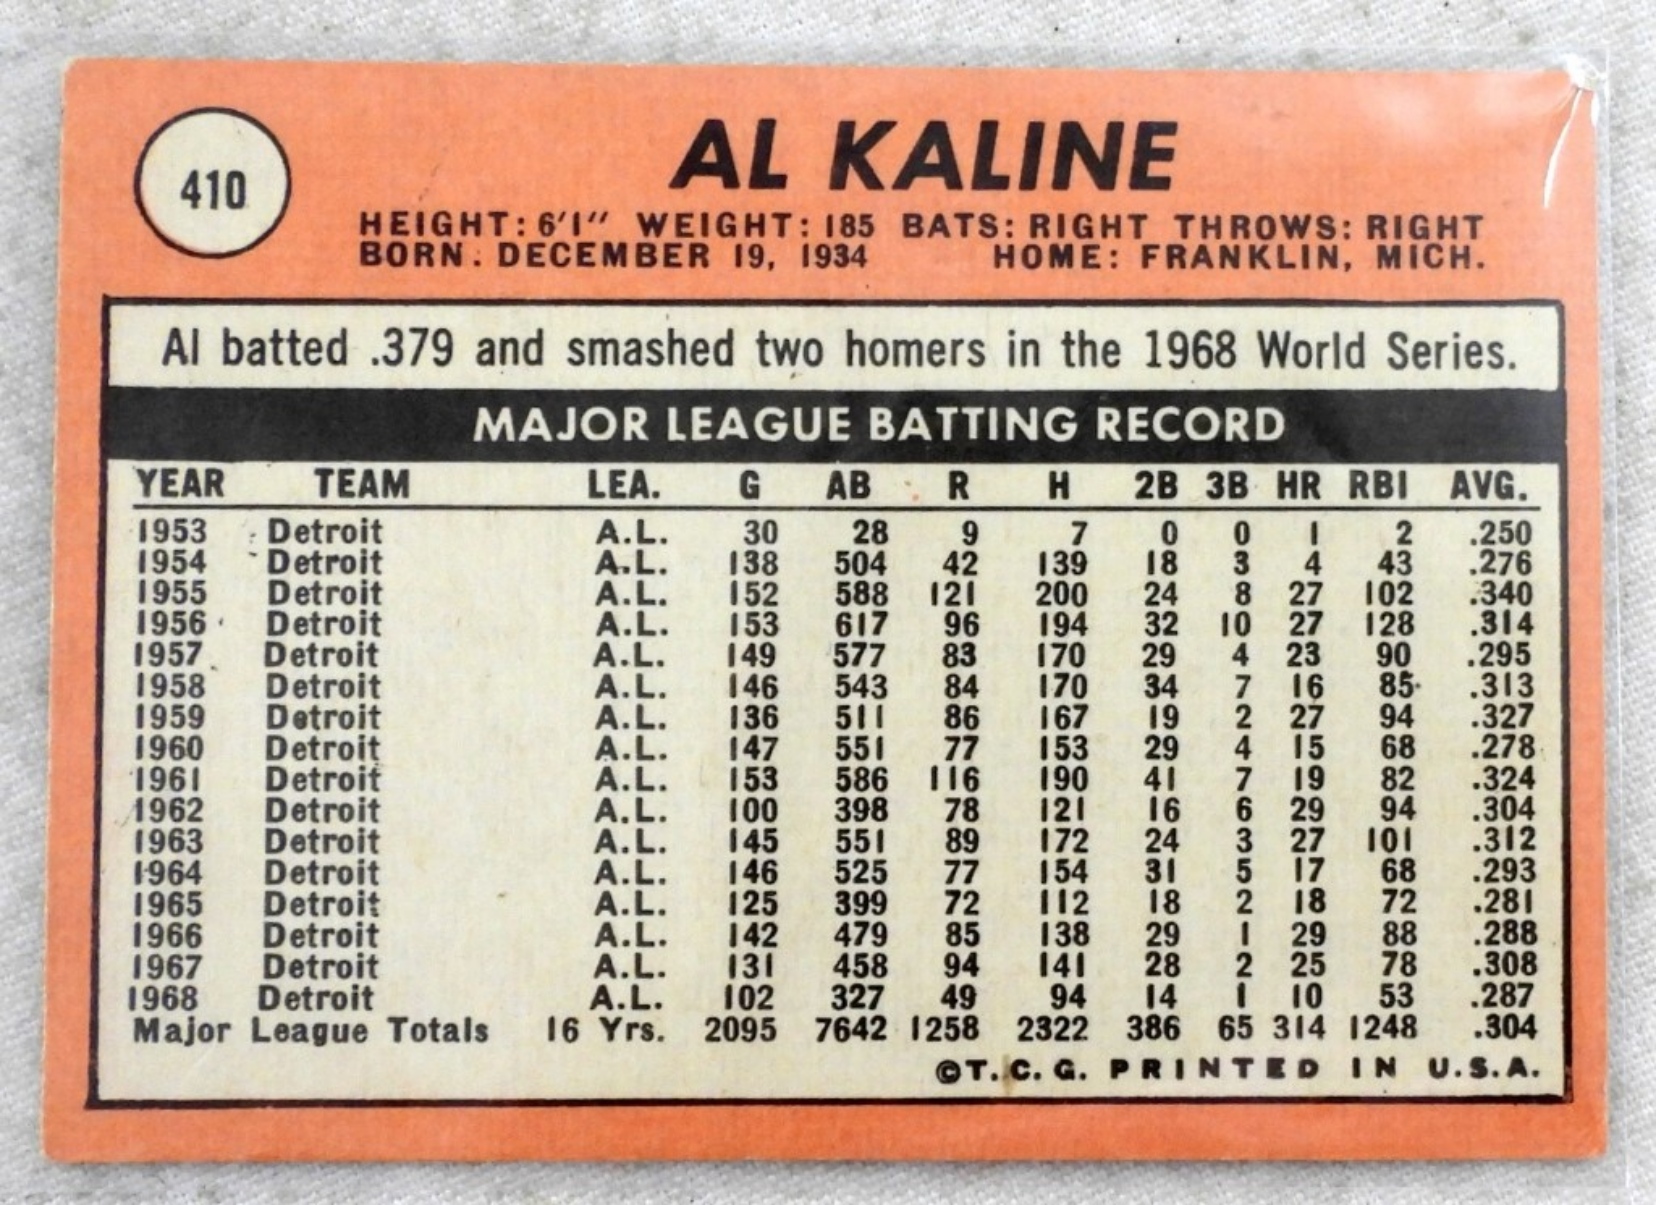 410
AL KALINE
HEIGHT: 6'1" WEIGHT: 185 BATS: RIGHT THROWS: RIGHT
BORN: DECEMBER 19, 1934 HOME: FRANKLIN, MICH.
Al batted .379 and smashed two homers in the 1968 World Series.
MAJOR LEAGUE BATTING RECORD
YEAR TEAM LEA. G AB R H 2B 3B HR RBI AVG.
1953 Detroit A.L. 30 28 9 7 0 0 1 2 .250
1954 Detroit A.L. 138 504 42 139 18 3 4 43 .276
1955 Detroit A.L. 152 588 121 200 24 8 27 102 .340
1956 Detroit A.L. 153 617 96 194 32 10 27 128 .314
1957 Detroit A.L. 149 577 83 170 29 4 23 90 .295
1958 Detroit A.L. 146 543 84 170 34 7 16 85 .313
1959 Detroit A.L. 136 511 86 167 19 2 27 94 .327
1960 Detroit A.L. 147 551 77 153 29 4 15 68 .278
1961 Detroit A.L. 153 586 116 190 41 7 19 82 .324
1962 Detroit A.L. 100 398 78 121 16 6 29 94 .304
1963 Detroit A.L. 145 551 89 172 24 3 27 101 .312
1964 Detroit A.L. 146 525 77 154 31 5 17 68 .293
1965 Detroit A.L. 125 399 72 112 18 2 18 72 .281
1966 Detroit A.L. 142 479 85 138 29 1 29 88 .288
1967 Detroit A.L. 131 458 94 141 28 2 25 78 .308
1968 Detroit A.L. 102 327 49 94 14 1 10 53 .287
Major League Totals 16 Yrs. 2095 7642 1258 2322 386 65 314 1248 .304
©T.C.G. PRINTED IN U.S.A.